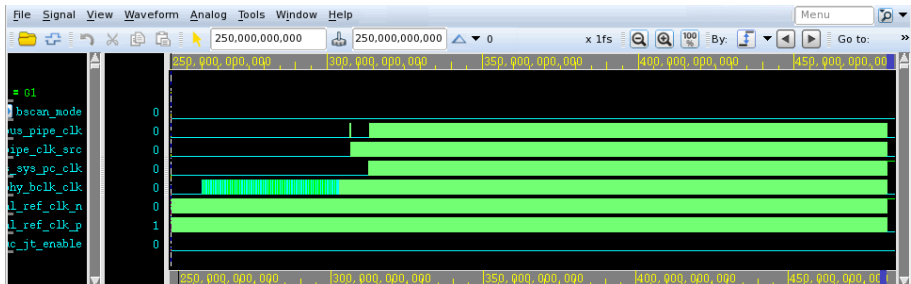 File Signal View Waveform Analog Tools Window Help Menu
250,000,000,000 250,000,000,000 0 x 1fs 100 % By: Go to: »
250,000,000,000 300,000,000,000 350,000,000,000 400,000,000,000 450,000,000,00
= G1
bscan_mode 0
us_pipe_clk 0
ipe_clk_src 0
_sys_pc_clk 0
hy_bclk_clk 0
l_ref_clk_n 0
l_ref_clk_p 1
c_jt_enable 0
250,000,000,000 300,000,000,000 350,000,000,000 400,000,000,000 450,000,000,00